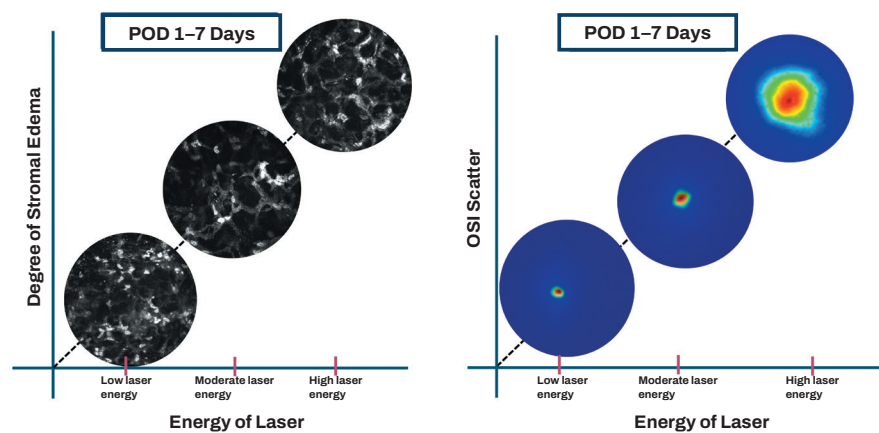 POD 1–7 Days
Degree of Stromal Edema
Low laser
energy
Moderate laser
energy
High laser
energy
Energy of Laser
POD 1–7 Days
OSI Scatter
Low laser
energy
Moderate laser
energy
High laser
energy
Energy of Laser